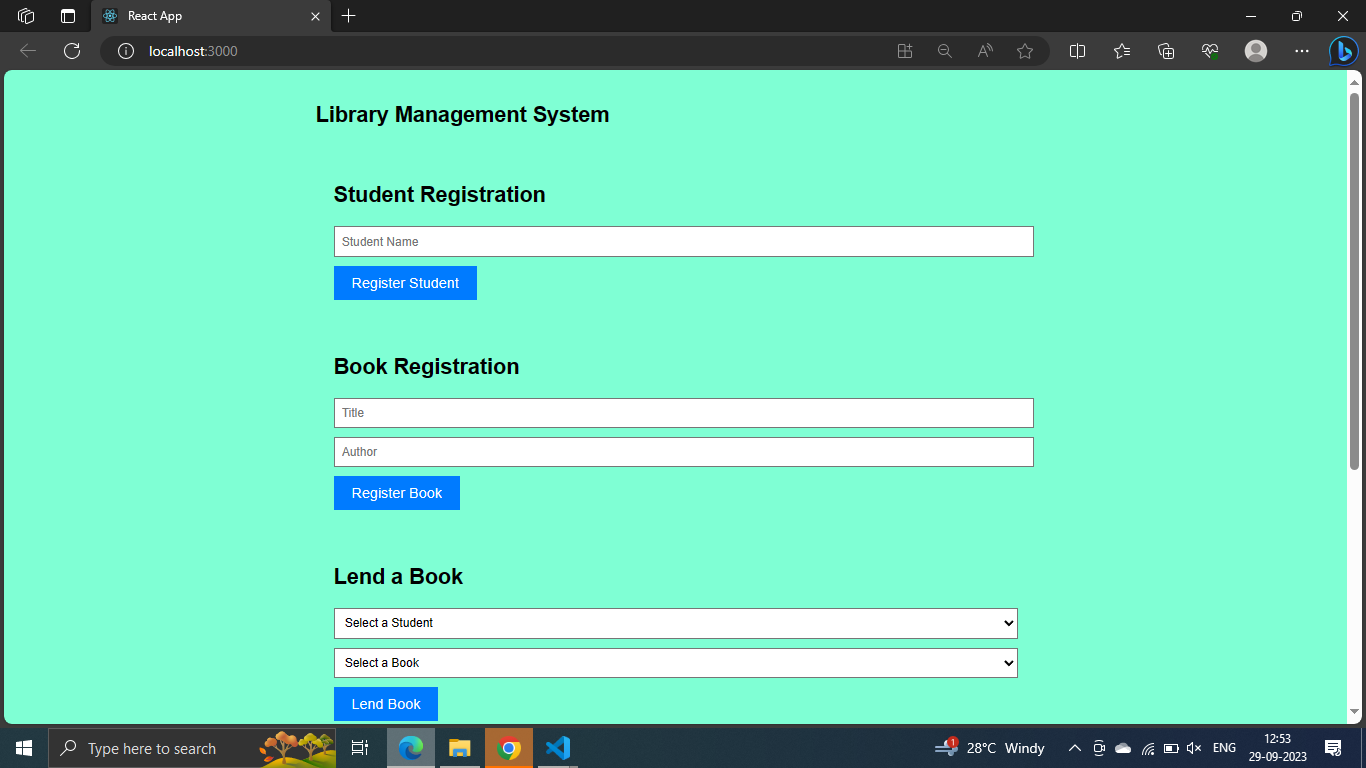 React App
localhost:3000
Library Management System
Student Registration
Student Name
Register Student
Book Registration
Title
Author
Register Book
Lend a Book
Select a Student
Select a Book
Lend Book
Type here to search
1
28°C Windy
ENG
12:53
29-09-2023